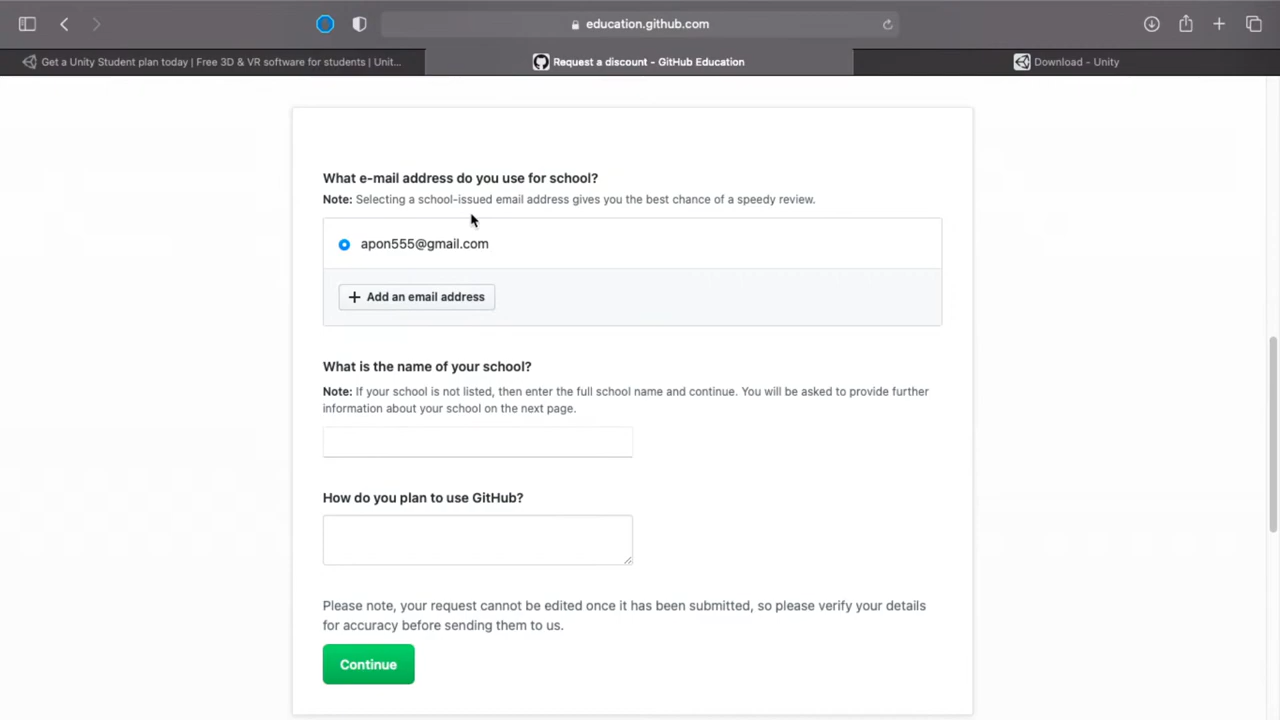 education.github.com
Get a Unity Student plan today | Free 3D & VR software for students | Unit...
Request a discount - GitHub Education
Download - Unity
What e-mail address do you use for school?
Note: Selecting a school-issued email address gives you the best chance of a speedy review.
apon555@gmail.com
+ Add an email address
What is the name of your school?
Note: If your school is not listed, then enter the full school name and continue. You will be asked to provide further
information about your school on the next page.
How do you plan to use GitHub?
Please note, your request cannot be edited once it has been submitted, so please verify your details
for accuracy before sending them to us.
Continue